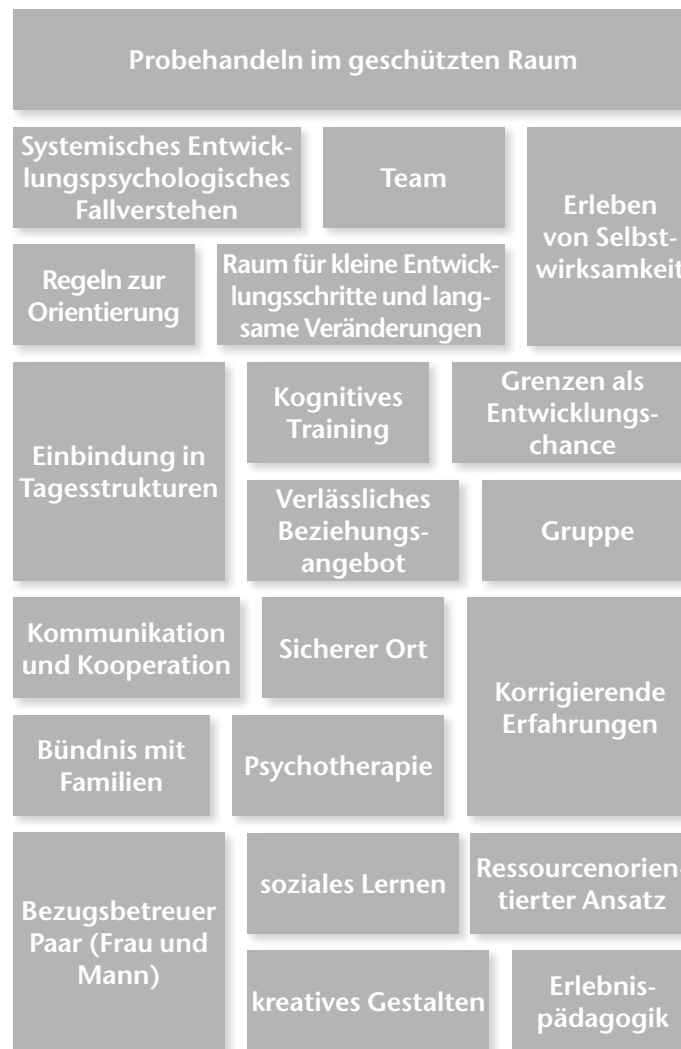 Probehandeln im geschützten Raum
Systemisches Entwick-
lungspsychologisches
Fallverstehen
Team
Erleben
von Selbst-
wirksamkeit
Regeln zur
Orientierung
Raum für kleine Entwick-
lungsschritte und lang-
same Veränderungen
Einbindung in
Tagesstrukturen
Kognitives
Training
Grenzen als
Entwicklungs-
chance
Verlässliches
Beziehungs-
angebot
Gruppe
Kommunikation
und Kooperation
Sicherer Ort
Korrigierende
Erfahrungen
Bündnis mit
Familien
Psychotherapie
Bezugsbetreuer
Paar (Frau und
Mann)
soziales Lernen
Ressourcenorien-
tierter Ansatz
kreatives Gestalten
Erlebnis-
pädagogik